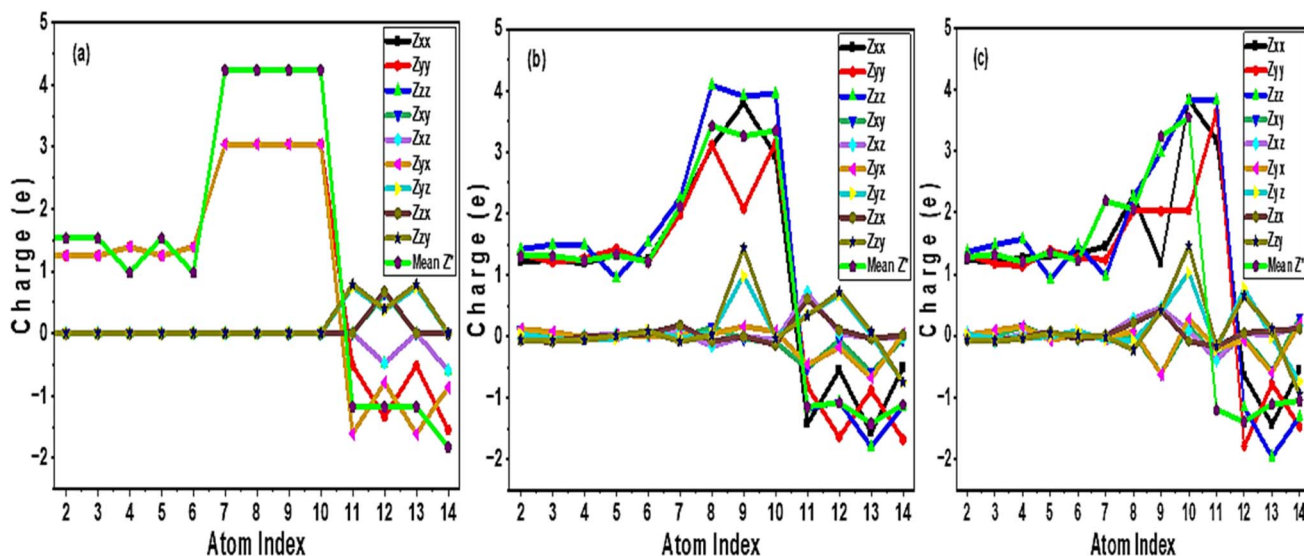 (a)
5
4
3
2
1
0
−1
−2
Charge (e)
2 3 4 5 6 7 8 9 10 11 12 13 14
Atom Index
Zxx
Zyy
Zzz
Zxy
Zxz
Zyx
Zyz
Zzx
Zzy
Mean Z*
(b)
5
4
3
2
1
0
−1
−2
Charge (e)
2 3 4 5 6 7 8 9 10 11 12 13 14
Atom Index
Zxx
Zyy
Zzz
Zxy
Zxz
Zyx
Zyz
Zzx
Zzy
Mean Z*
(c)
5
4
3
2
1
0
−1
−2
Charge (e)
2 3 4 5 6 7 8 9 10 11 12 13 14
Atom Index
Zxx
Zyy
Zzz
Zxy
Zxz
Zyx
Zyz
Zzx
Zzy
Mean Z*